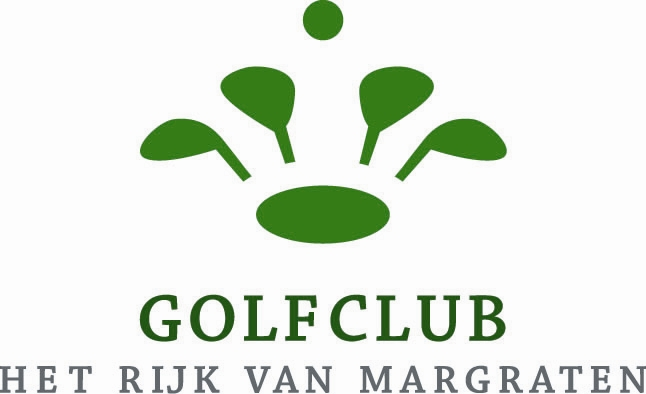 GOLFCLUB
HET RIJK VAN MARGRATEN